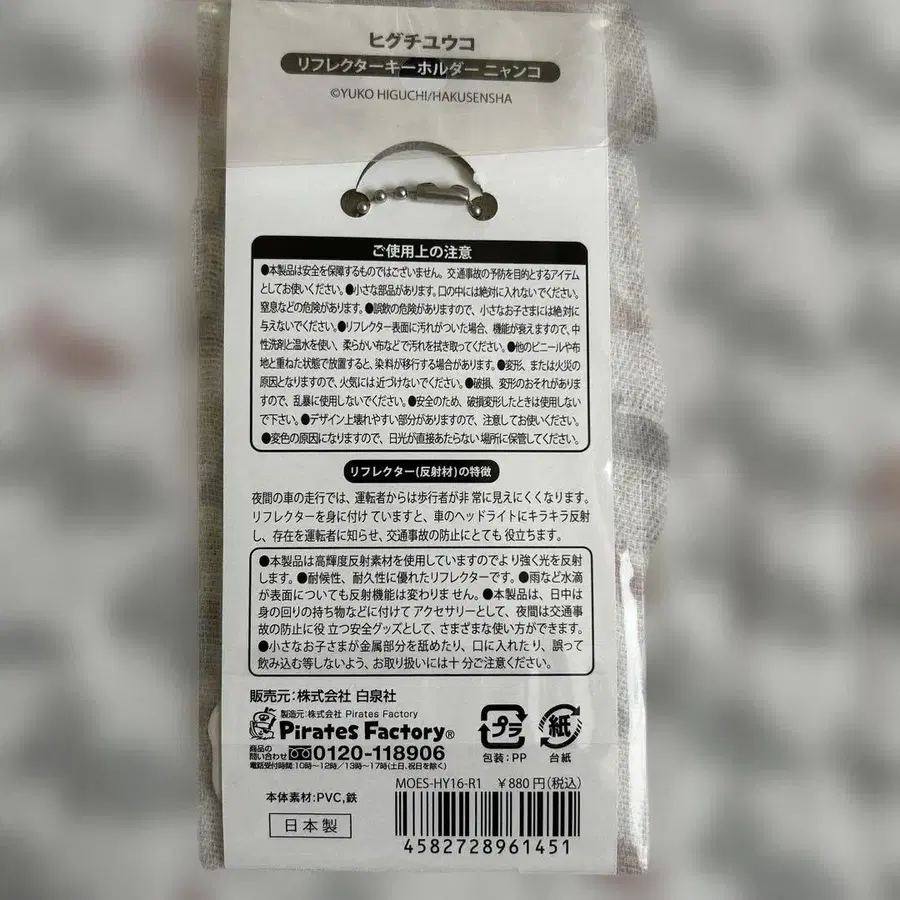 ヒグチユウコ
リフレクターキーホルダー ニャンコ
©YUKO HIGUCHI/HAKUSENSHA
ご使用上の注意
●本製品は安全を保障するものではございません。交通事故の予防を目的とするアイテム
としてお使いください。●小さな部品があります。口の中には絶対に入れないでください。
窒息などの危険があります。●誤飲の危険がありますので、小さなお子さまには絶対に
与えないでください。●リフレクター表面に汚れがついた場合、機能が衰えますので、中
性洗剤と温水を使い、柔らかい布などで汚れを拭き取ってください。●他のビニールや布
地と重ねた状態で放置すると、染料が移行する場合があります。●変形、または火災の
原因となりますので、火気には近づけないでください。●破損、変形のおそれがありま
すので、乱暴に使用しないでください。●安全のため、破損変形したときは使用しない
で下さい。●デザイン上壊れやすい部分がありますので、注意してお使いください。
●変色の原因になりますので、日光が直接あたらない場所に保管してください。
リフレクター(反射材)の特徴
夜間の車の走行では、運転者からは歩行者が非常に見えにくくなります。
リフレクターを身に付けていますと、車のヘッドライトにキラキラ反射
し、存在を運転者に知らせ、交通事故の防止にとても役立ちます。
●本製品は高輝度反射素材を使用していますのでより強く光を反射
します。●耐候性、耐久性に優れたリフレクターです。●雨など水滴
が表面についても反射機能は変わりません。●本製品は、日中は
身の回りの持ち物などに付けてアクセサリーとして、夜間は交通事
故の防止に役立つ安全グッズとして、さまざまな使い方ができます。
●小さなお子さまが金属部分を舐めたり、口に入れたり、誤って
飲み込む等しないよう、お取り扱いには十分ご注意ください。
販売元:株式会社 白泉社
製造元:株式会社 Pirates Factory
Pirates Factory®
商品の
問い合わせ 0120-118906
電話受付時間:10時〜12時/13時〜17時(土日、祝日を除く)
プラ
包装:PP
紙
台紙
MOES-HY16-R1 ¥880円(税込)
本体素材:PVC,鉄
日本製
4582728961451